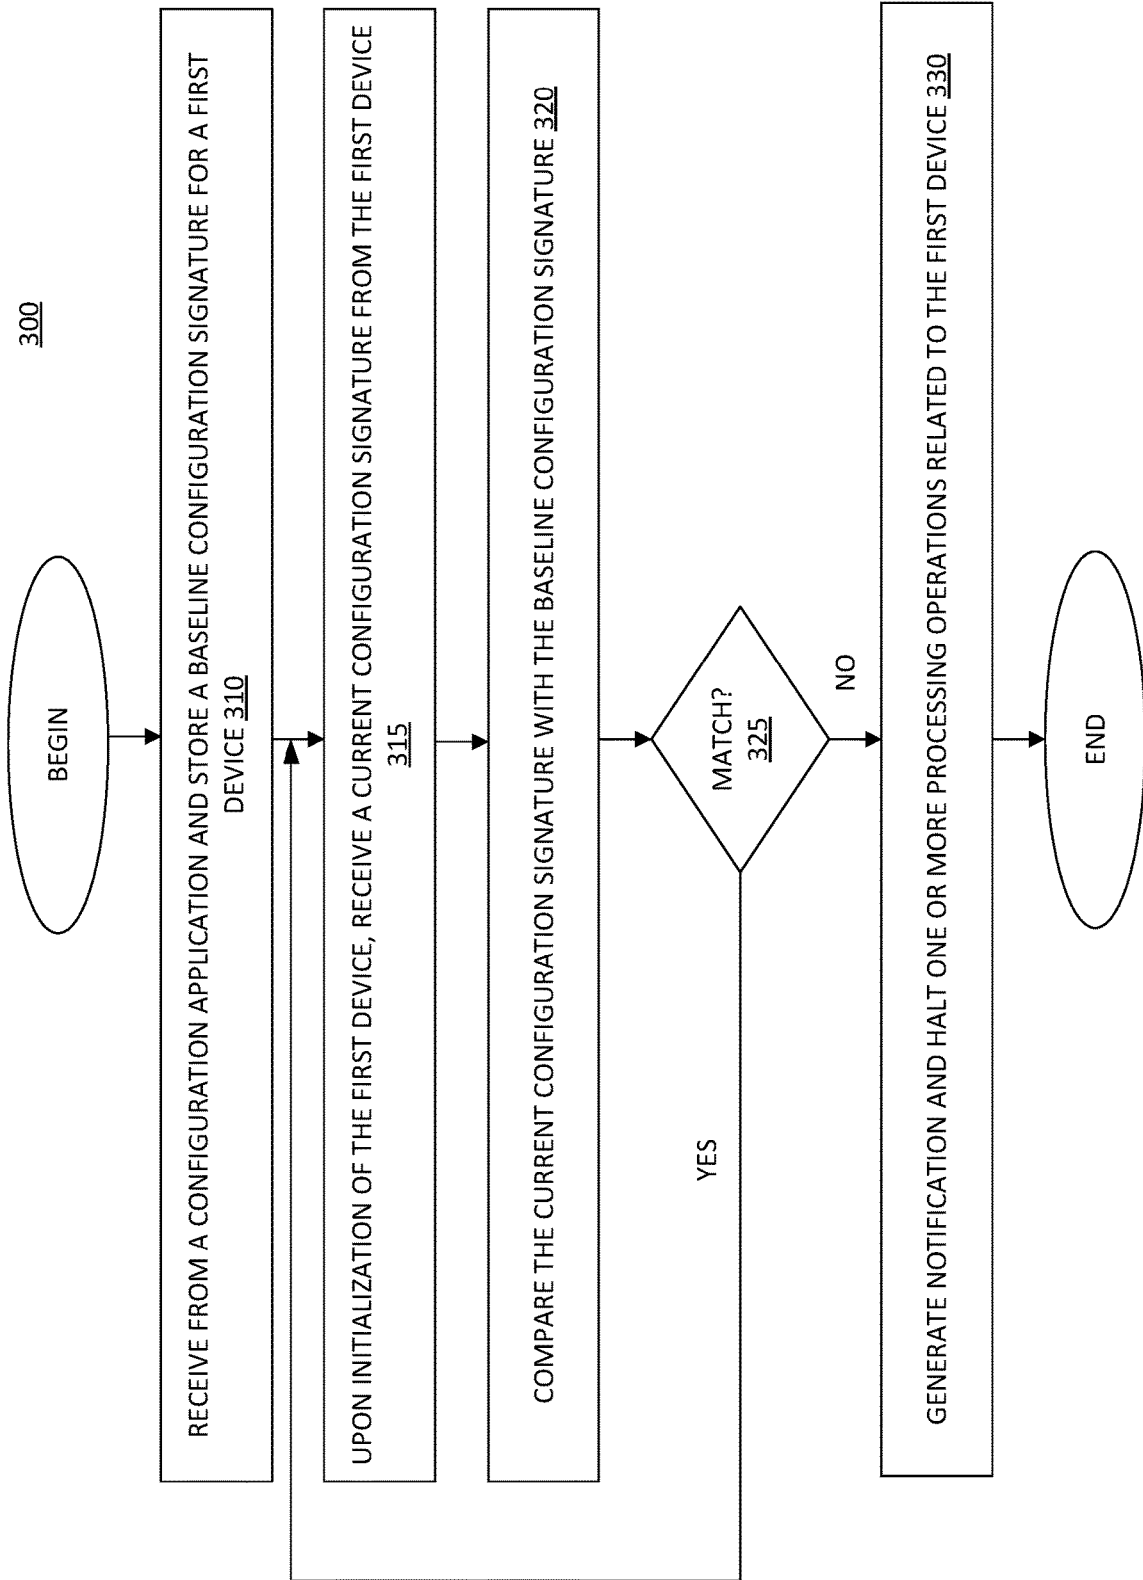 300
BEGIN
RECEIVE FROM A CONFIGURATION APPLICATION AND STORE A BASELINE CONFIGURATION SIGNATURE FOR A FIRST
DEVICE 310
UPON INITIALIZATION OF THE FIRST DEVICE, RECEIVE A CURRENT CONFIGURATION SIGNATURE FROM THE FIRST DEVICE
315
COMPARE THE CURRENT CONFIGURATION SIGNATURE WITH THE BASELINE CONFIGURATION SIGNATURE 320
MATCH?
325
YES
NO
GENERATE NOTIFICATION AND HALT ONE OR MORE PROCESSING OPERATIONS RELATED TO THE FIRST DEVICE 330
END